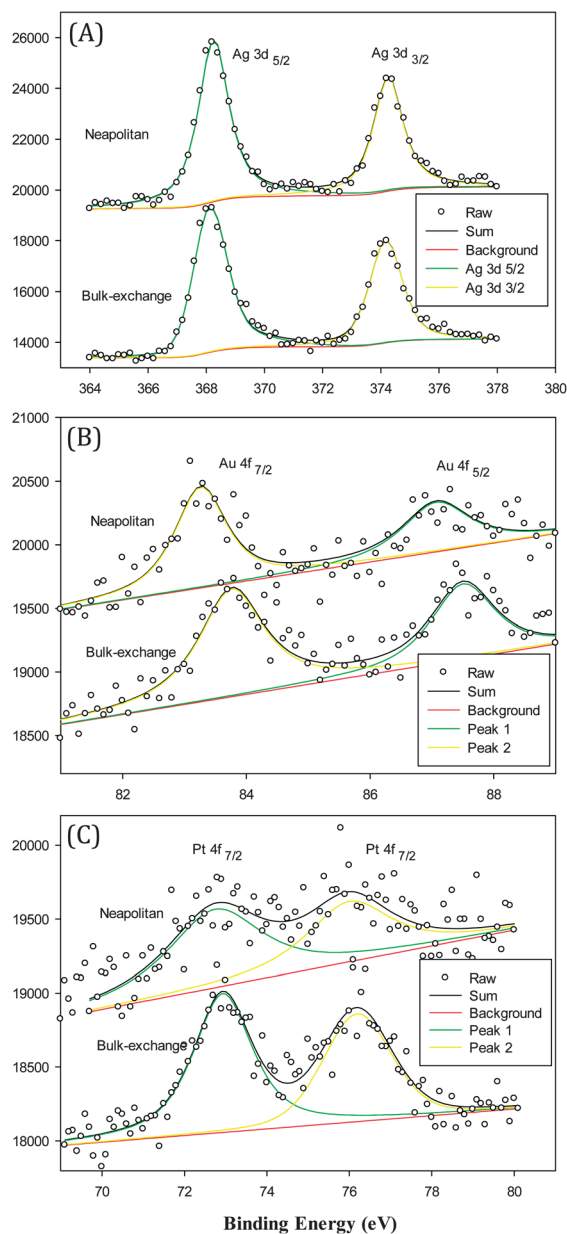 (A)
Ag 3d 5/2
Ag 3d 3/2
Neapolitan
Bulk-exchange
Raw
Sum
Background
Ag 3d 5/2
Ag 3d 3/2
26000
24000
22000
20000
18000
16000
14000
364 366 368 370 372 374 376 378 380
(B)
Au 4f 7/2
Au 4f 5/2
Neapolitan
Bulk-exchange
Raw
Sum
Background
Peak 1
Peak 2
21000
20500
20000
19500
19000
18500
82 84 86 88
(C)
Pt 4f 7/2
Pt 4f 7/2
Neapolitan
Bulk-exchange
Raw
Sum
Background
Peak 1
Peak 2
20000
19500
19000
18500
18000
70 72 74 76 78 80
Binding Energy (eV)